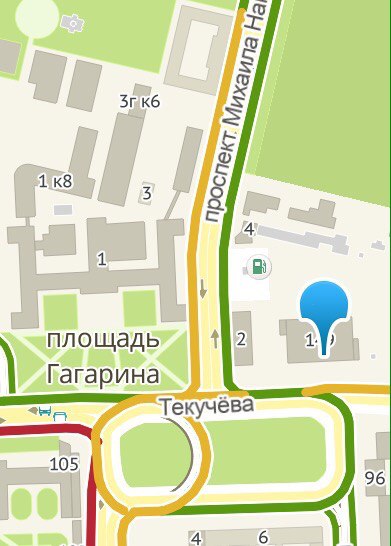 3г к6
проспект Михаила На
1 к8
3
4
1
2
площадь
Гагарина
Текучёва
105
96
4
6